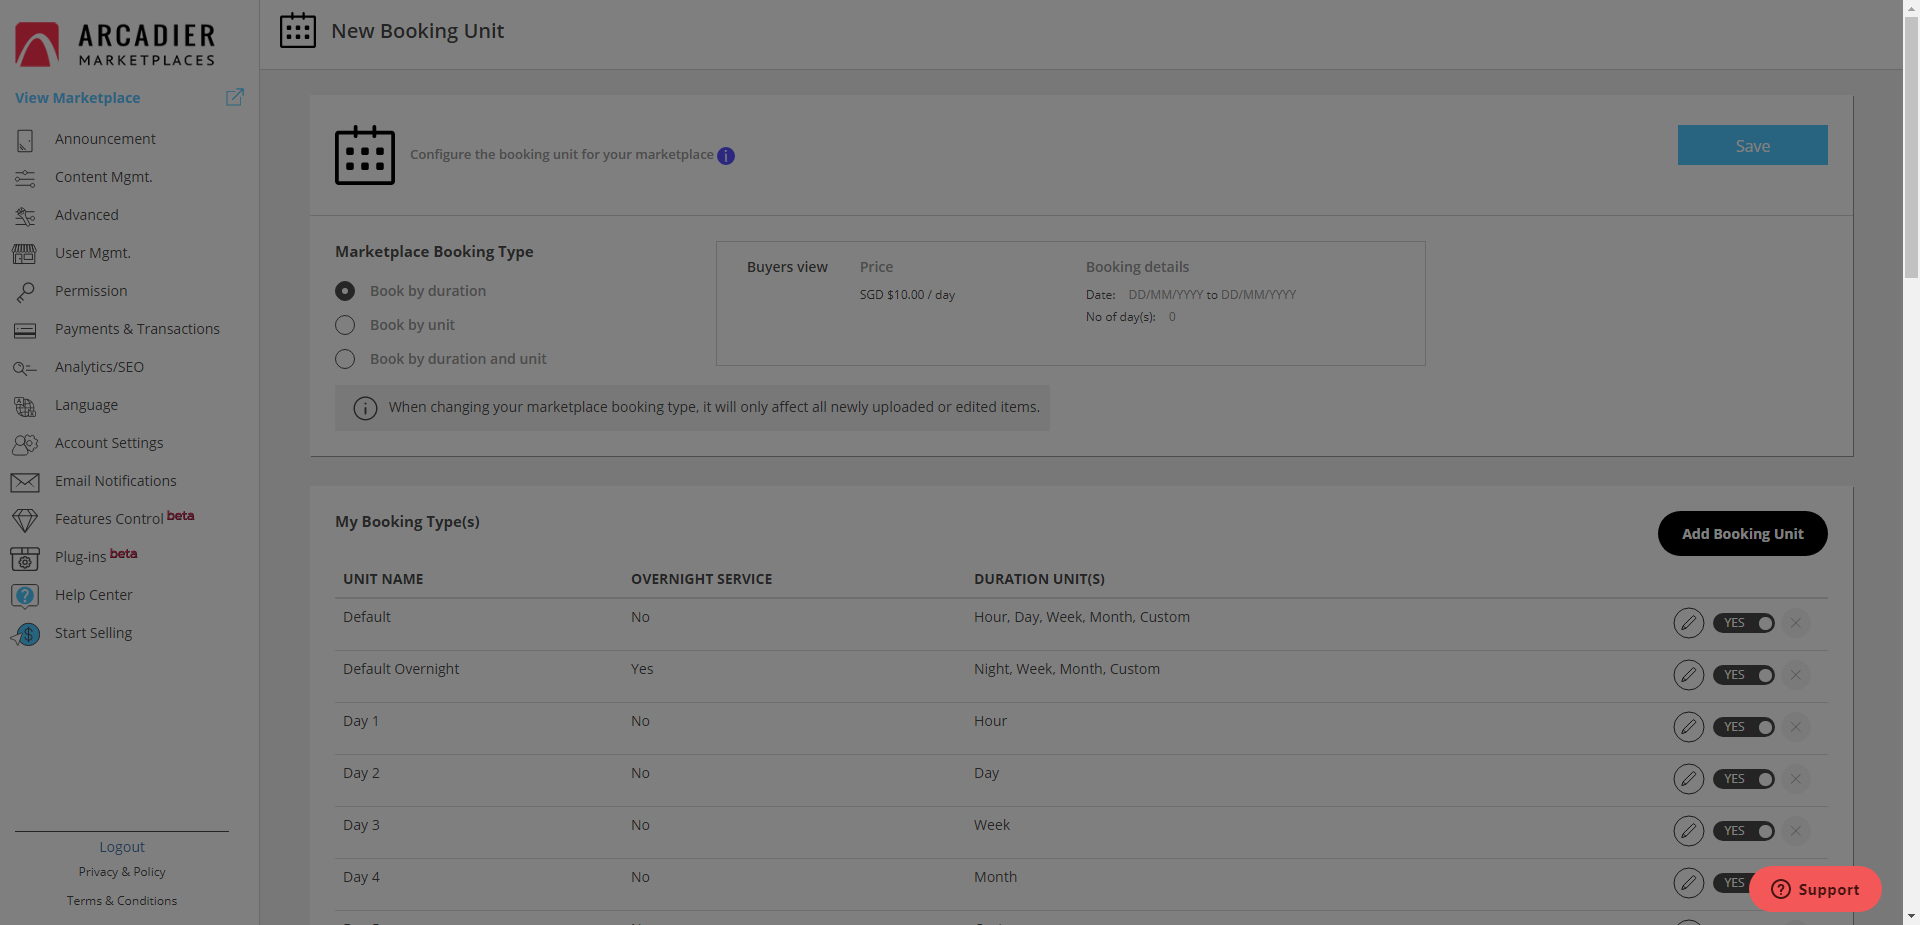 ARCADIER
MARKETPLACES
View Marketplace
Announcement
Content Mgmt.
Advanced
User Mgmt.
Permission
Payments & Transactions
Analytics/SEO
Language
Account Settings
Email Notifications
Features Control beta
Plug-ins beta
Help Center
Start Selling
Logout
Privacy & Policy
Terms & Conditions
New Booking Unit
Configure the booking unit for your marketplace i
Save
Marketplace Booking Type
Book by duration
Book by unit
Book by duration and unit
Buyers view Price Booking details
SGD $10.00 / day Date: DD/MM/YYYY to DD/MM/YYYY
No of day(s): 0
When changing your marketplace booking type, it will only affect all newly uploaded or edited items.
My Booking Type(s)
Add Booking Unit
UNIT NAME OVERNIGHT SERVICE DURATION UNIT(S)
Default No Hour, Day, Week, Month, Custom YES
Default Overnight Yes Night, Week, Month, Custom YES
Day 1 No Hour YES
Day 2 No Day YES
Day 3 No Week YES
Day 4 No Month YES
Support